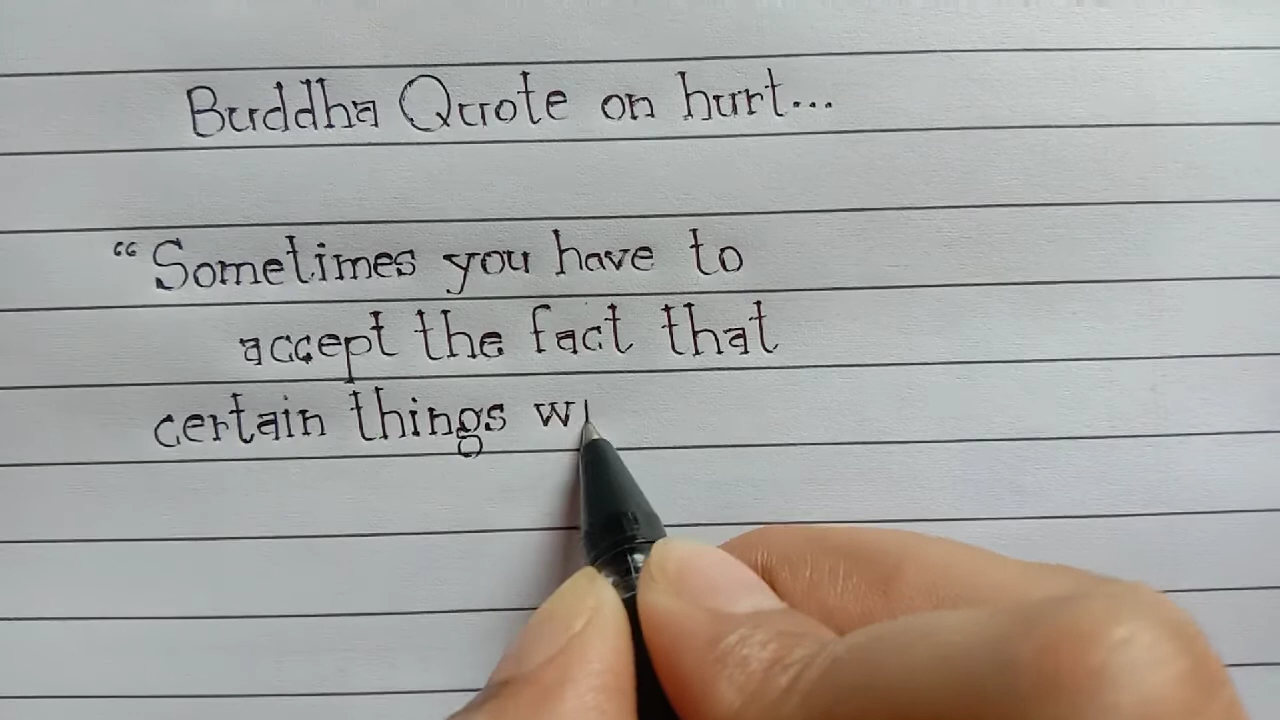 Buddha Quote on hurt...
“Sometimes you have to
accept the fact that
certain things w